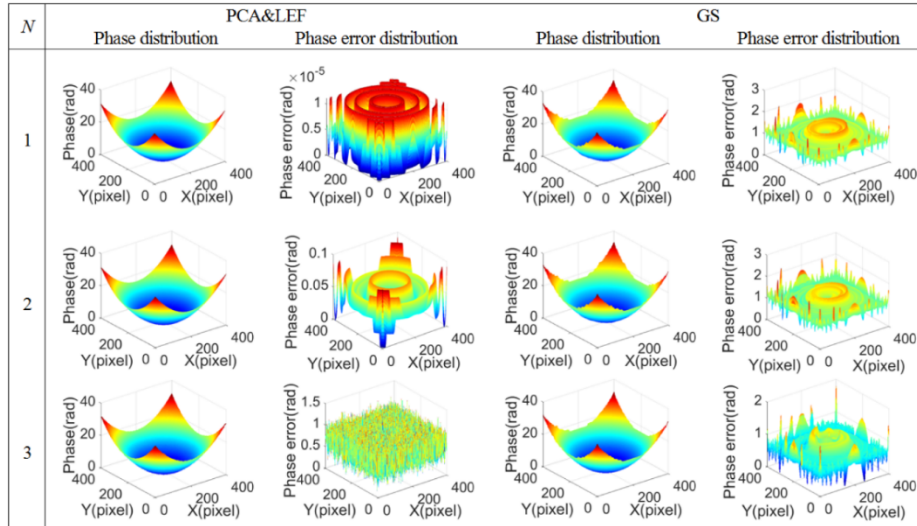 N
PCA&LEF
GS
Phase distribution
Phase error distribution
Phase distribution
Phase error distribution
1
Phase(rad)
40
20
0
400
200
0
Y(pixel)
0
200
400
X(pixel)
Phase error(rad)
× 10⁻⁵
1
0.5
0
400
200
0
Y(pixel)
0
200
400
X(pixel)
Phase(rad)
40
20
0
400
200
0
Y(pixel)
0
200
400
X(pixel)
Phase error(rad)
3
2
1
0
400
200
0
Y(pixel)
0
200
400
X(pixel)
2
Phase(rad)
40
20
0
400
200
0
Y(pixel)
0
200
400
X(pixel)
Phase error(rad)
0.1
0.05
0
400
200
0
Y(pixel)
0
200
400
X(pixel)
Phase(rad)
40
20
0
400
200
0
Y(pixel)
0
200
400
X(pixel)
Phase error(rad)
3
2
1
0
400
200
0
Y(pixel)
0
200
400
X(pixel)
3
Phase(rad)
40
20
0
400
200
0
Y(pixel)
0
200
400
X(pixel)
Phase error(rad)
1.5
1
0.5
0
400
200
0
Y(pixel)
0
200
400
X(pixel)
Phase(rad)
40
20
0
400
200
0
Y(pixel)
0
200
400
X(pixel)
Phase error(rad)
2
1
0
400
200
0
Y(pixel)
0
200
400
X(pixel)